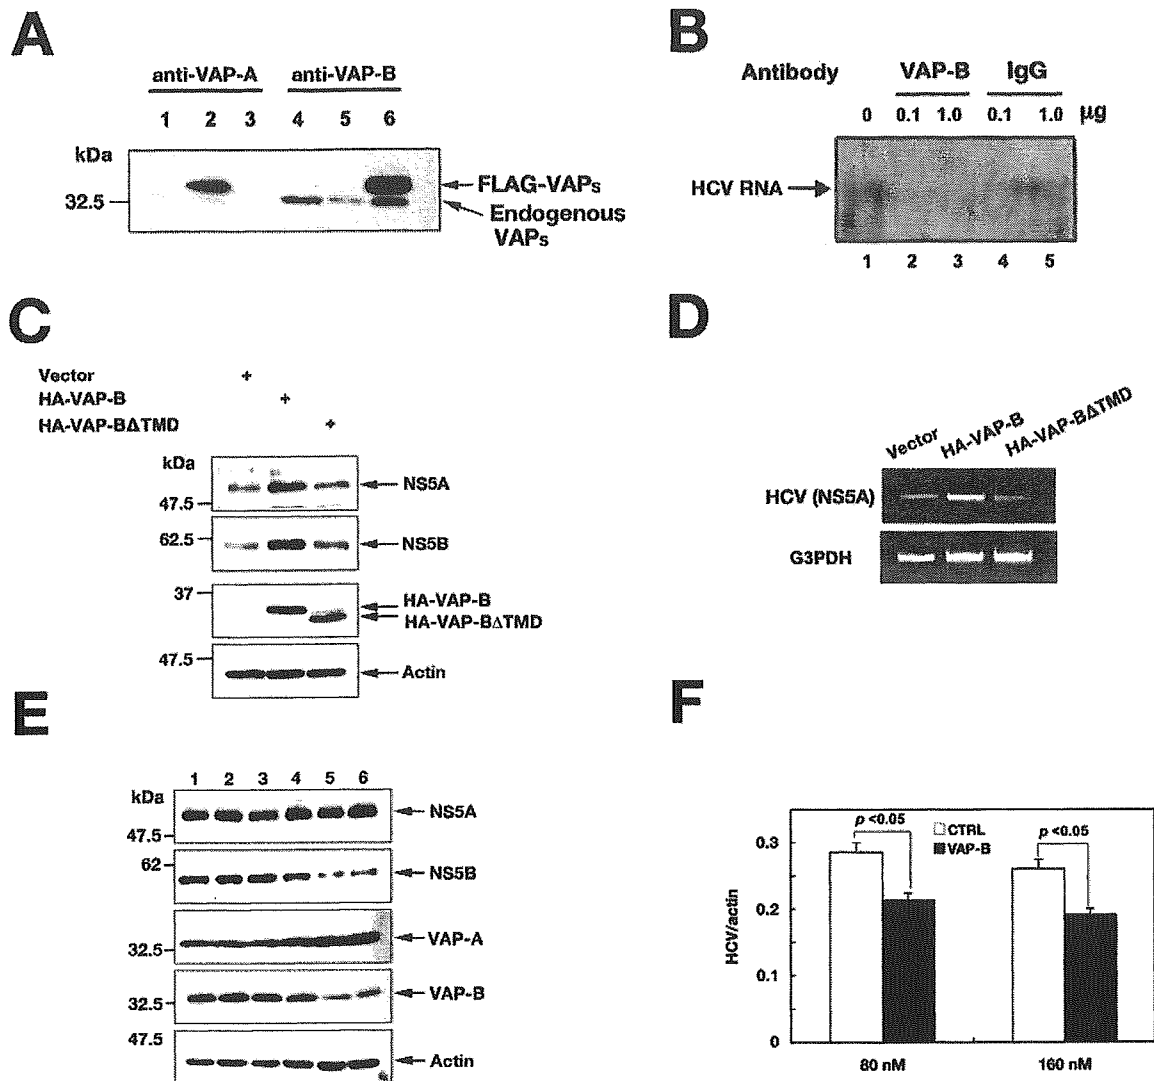 A
anti-VAP-A anti-VAP-B
1 2 3 4 5 6
kDa
32.5
FLAG-VAPs
Endogenous
VAPs
B
Antibody VAP-B IgG
0 0.1 1.0 0.1 1.0 μg
HCV RNA
1 2 3 4 5
C
Vector +
HA-VAP-B +
HA-VAP-BΔTMD +
kDa
47.5
NS5A
62.5
NS5B
37
HA-VAP-B
HA-VAP-BΔTMD
47.5
Actin
D
Vector HA-VAP-B HA-VAP-BΔTMD
HCV (NS5A)
G3PDH
E
1 2 3 4 5 6
kDa
47.5
NS5A
62
NS5B
32.5
VAP-A
32.5
VAP-B
47.5
Actin
F
HCV/actin
0.3
0.2
0.1
0
p <0.05
CTRL
VAP-B
p <0.05
80 nM 160 nM